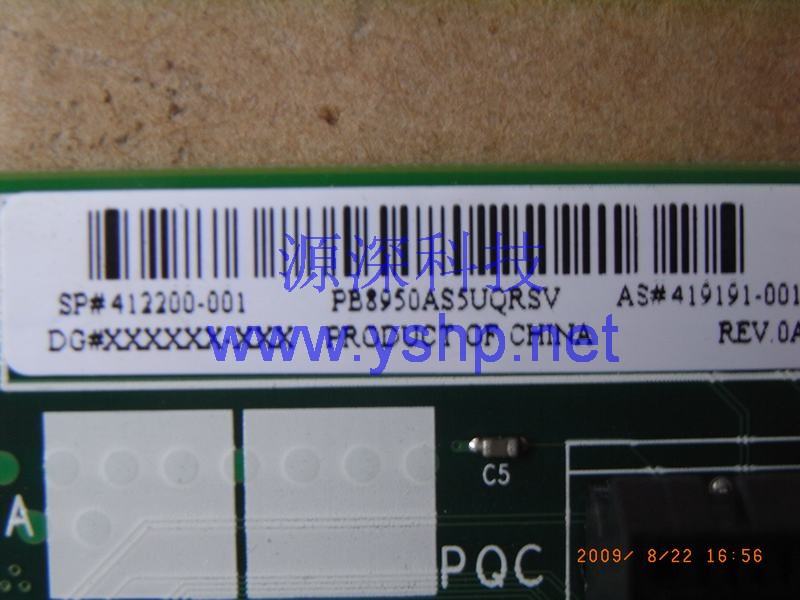 源深科技
SP# 412200-001 PB8950AS5UQRSV AS# 419191-001
DG#XXXXXXXXXX PRODUCT OF CHINA REV.0A
www.yshp.net
C5
A
PQC
2009/ 8/22 16:56